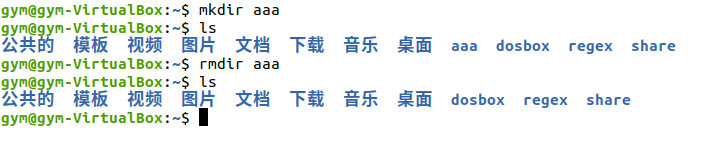 gym@gym-VirtualBox:~$ mkdir aaa
gym@gym-VirtualBox:~$ ls
公共的 模板 视频 图片 文档 下载 音乐 桌面 aaa dosbox regex share
gym@gym-VirtualBox:~$ rmdir aaa
gym@gym-VirtualBox:~$ ls
公共的 模板 视频 图片 文档 下载 音乐 桌面 dosbox regex share
gym@gym-VirtualBox:~$